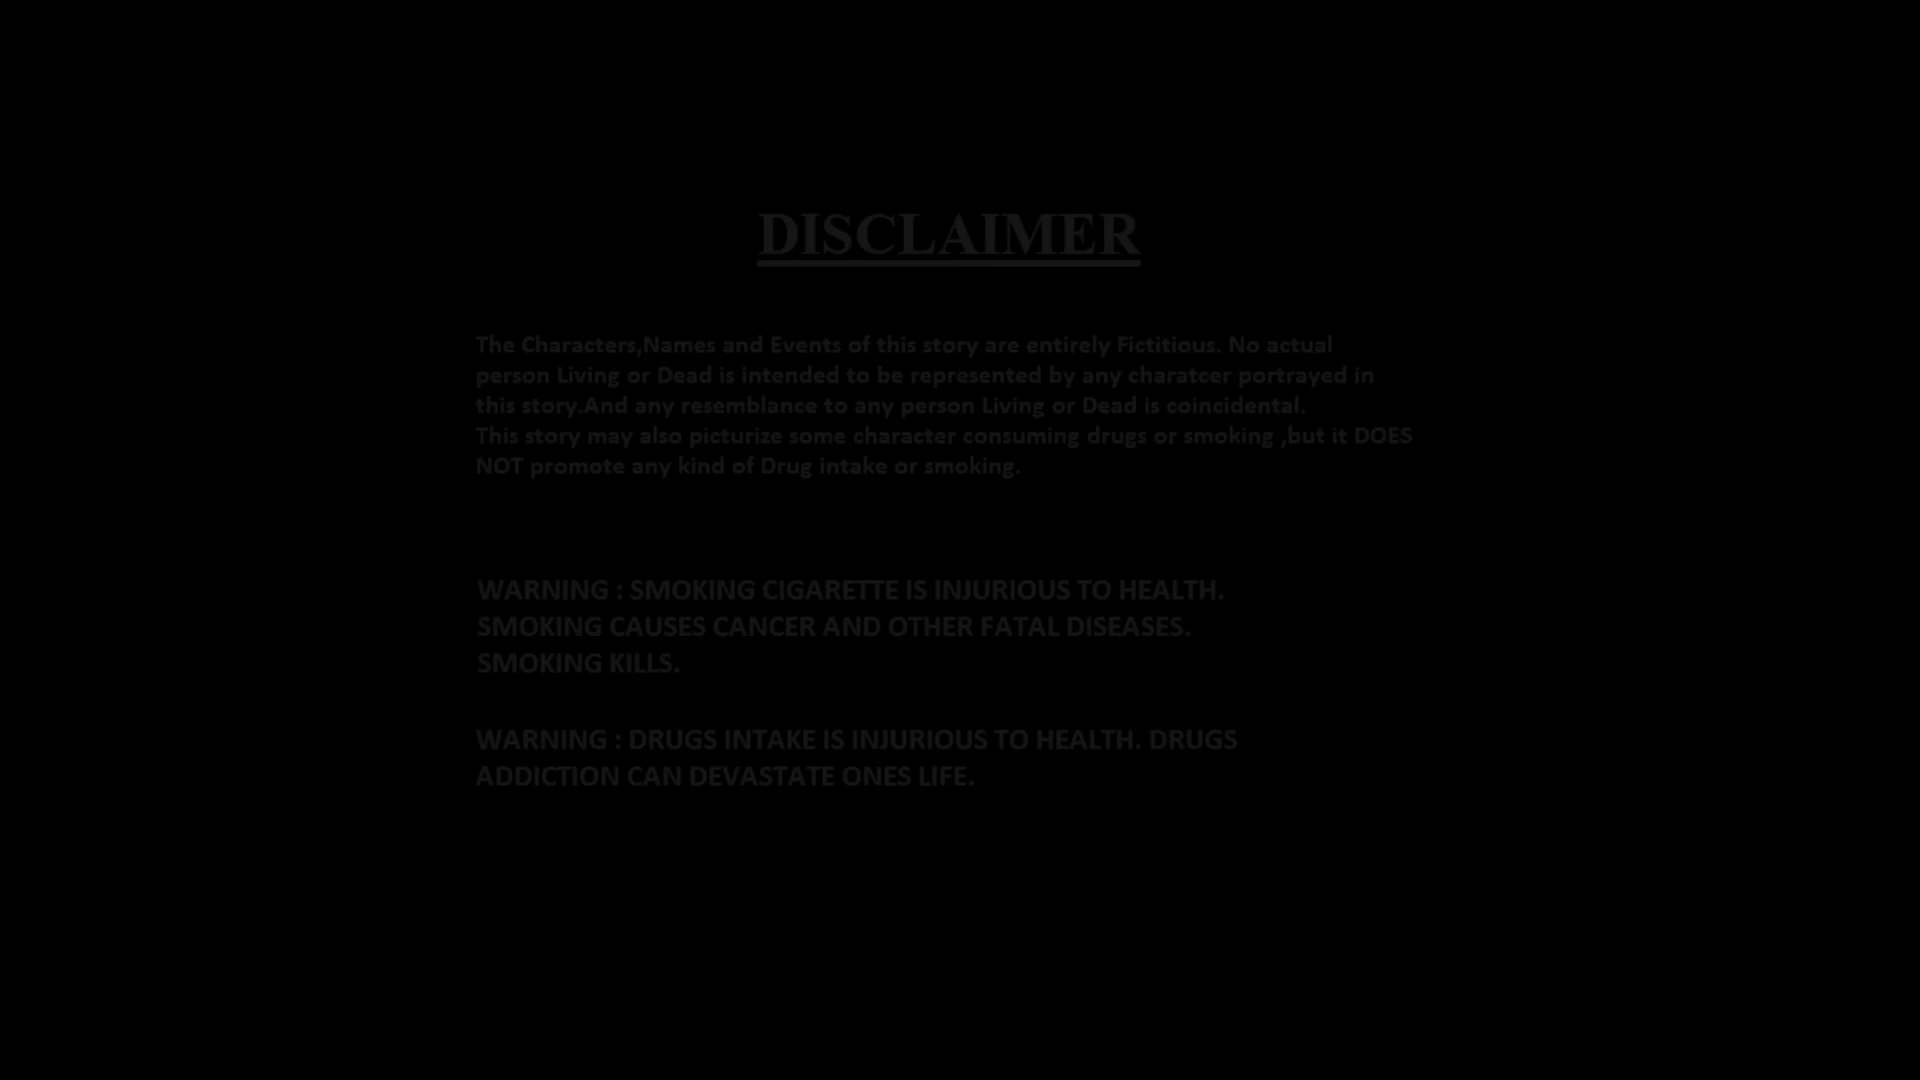 DISCLAIMER
The Characters,Names and Events of this story are entirely Fictitious. No actual
person Living or Dead is intended to be represented by any charatcer portrayed in
this story.And any resemblance to any person Living or Dead is coincidental.
This story may also picturize some character consuming drugs or smoking ,but it DOES
NOT promote any kind of Drug intake or smoking.
WARNING : SMOKING CIGARETTE IS INJURIOUS TO HEALTH.
SMOKING CAUSES CANCER AND OTHER FATAL DISEASES.
SMOKING KILLS.
WARNING : DRUGS INTAKE IS INJURIOUS TO HEALTH. DRUGS
ADDICTION CAN DEVASTATE ONES LIFE.